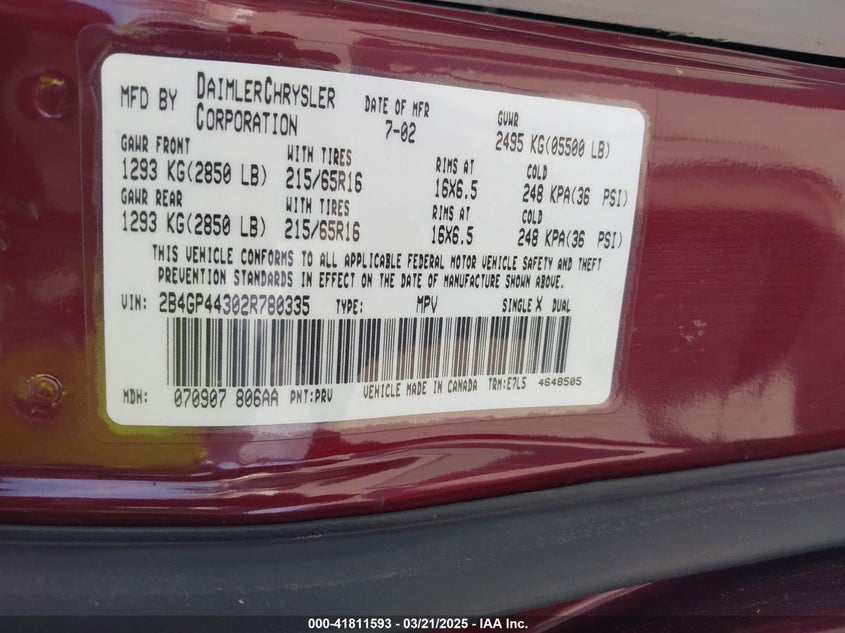 MFD BY DAIMLERCHRYSLER CORPORATION DATE OF MFR 7-02 GVWR 2495 KG(05500 LB)
GAWR FRONT WITH TIRES RIMS AT COLD
1293 KG(2850 LB) 215/65R16 16X6.5 248 KPA(36 PSI)
GAWR REAR WITH TIRES RIMS AT COLD
1293 KG(2850 LB) 215/65R16 16X6.5 248 KPA(36 PSI)
THIS VEHICLE CONFORMS TO ALL APPLICABLE FEDERAL MOTOR VEHICLE SAFETY AND THEFT
PREVENTION STANDARDS IN EFFECT ON THE DATE OF MANUFACTURE SHOWN ABOVE.
VIN: 2B4GP44302R780335 TYPE: MPV SINGLE X DUAL
MDH: 070907 806AA PNT:PRV VEHICLE MADE IN CANADA TRM:E7L5 4648505
000-41811593 - 03/21/2025 - IAA Inc.